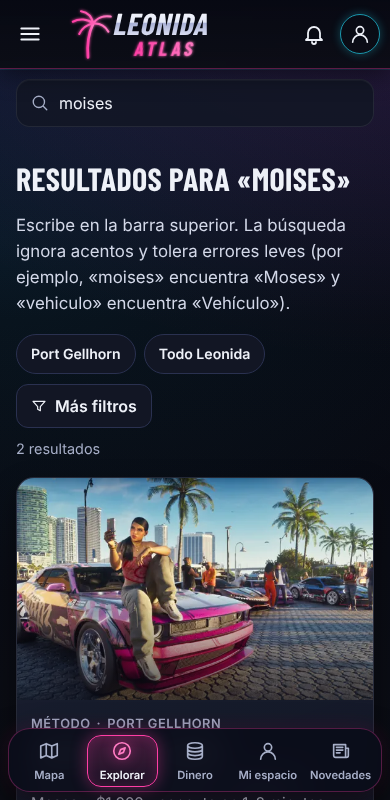 LEONIDA
ATLAS
moises
RESULTADOS PARA «MOISES»
Escribe en la barra superior. La búsqueda
ignora acentos y tolera errores leves (por
ejemplo, «moises» encuentra «Moses» y
«vehiculo» encuentra «Vehículo»).
Port Gellhorn
Todo Leonida
Más filtros
2 resultados
MÉTODO · PORT GELLHORN
Mapa
Explorar
Dinero
Mi espacio
Novedades